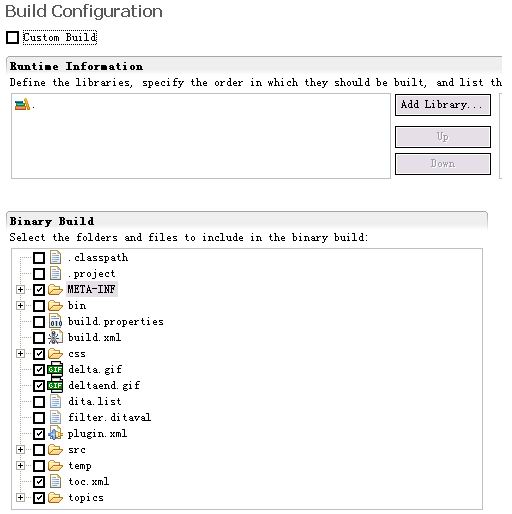 Build Configuration
Custom Build
Runtime Information
Define the libraries, specify the order in which they should be built, and list th
.
Add Library...
Up
Down
Binary Build
Select the folders and files to include in the binary build:
.classpath
.project
META-INF
bin
build.properties
build.xml
css
delta.gif
deltaend.gif
dita.list
filter.ditaval
plugin.xml
src
temp
toc.xml
topics